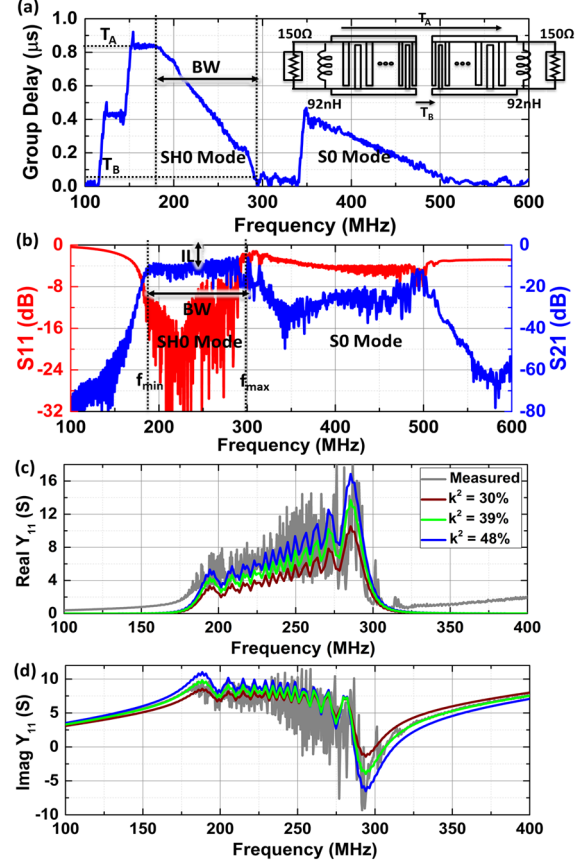 (a)
Group Delay (μs)
0.8
0.6
0.4
0.2
0.0
T_A
T_B
BW
SH0 Mode
S0 Mode
T_A
150Ω
150Ω
92nH
92nH
T_B
100 200 300 400 500 600
Frequency (MHz)
(b)
S11 (dB)
0
-8
-16
-24
-32
IL
BW
SH0 Mode
S0 Mode
f_min
f_max
0
-20
-40
-60
-80
S21 (dB)
100 200 300 400 500 600
Frequency (MHz)
(c)
Real Y₁₁ (S)
16
12
8
4
0
Measured
k² = 30%
k² = 39%
k² = 48%
100 150 200 250 300 350 400
Frequency (MHz)
(d)
Imag Y₁₁ (S)
10
5
0
-5
-10
100 150 200 250 300 350 400
Frequency (MHz)